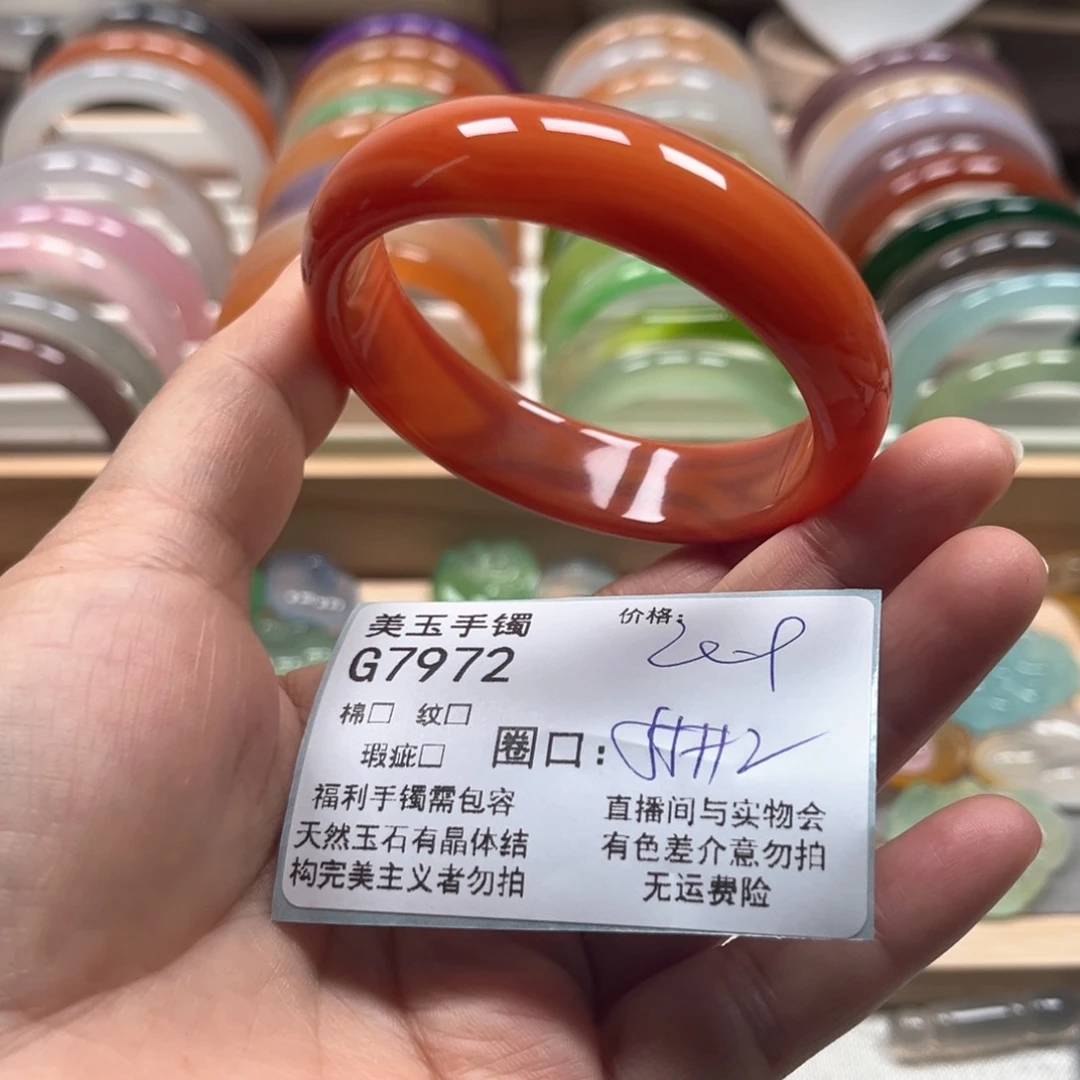 美玉手镯
价格:
G7972
棉□ 纹□
瑕疵□
圈口:
福利手镯需包容
天然玉石有晶体结
构完美主义者勿拍
直播间与实物会
有色差介意勿拍
无运费险